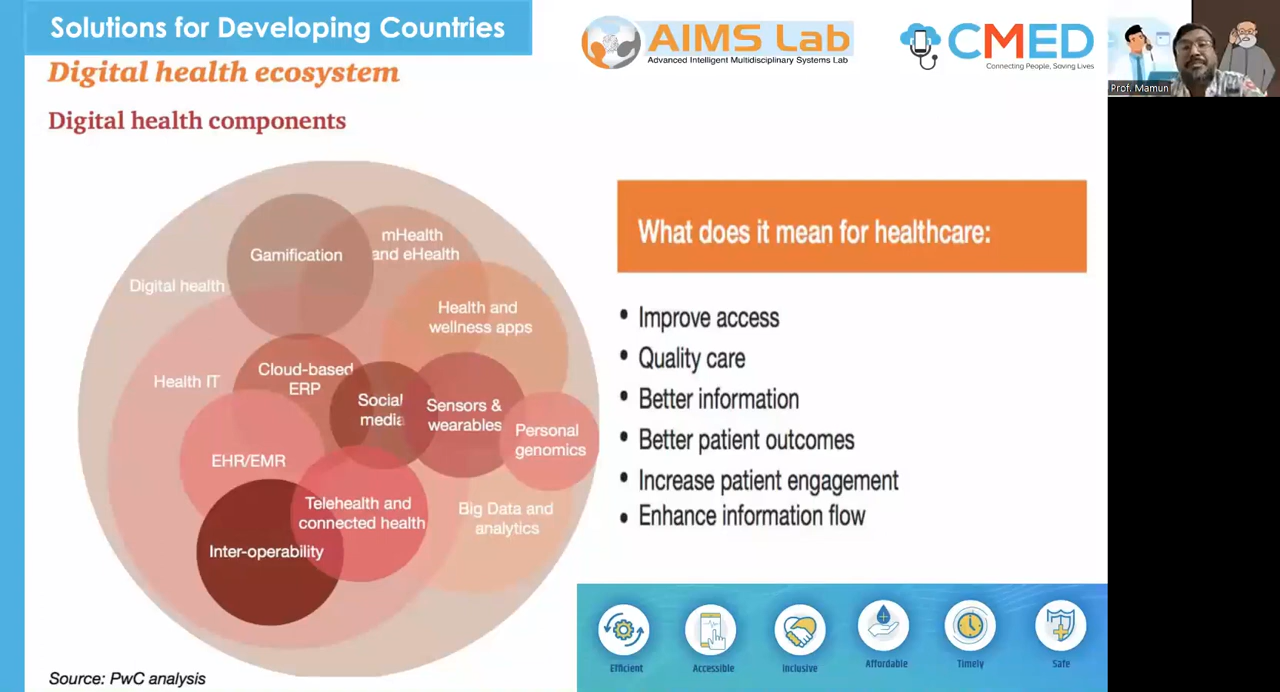 Solutions for Developing Countries
AIMS Lab
Advanced Intelligent Multidisciplinary Systems Lab
CMED
Connecting People, Saving Lives
Prof. Mamun
Digital health ecosystem
Digital health components
Gamification
mHealth
and eHealth
Digital health
Health and
wellness apps
Health IT
Cloud-based
ERP
Social
media
Sensors &
wearables
Personal
genomics
EHR/EMR
Telehealth and
connected health
Big Data and
analytics
Inter-operability
Source: PwC analysis
What does it mean for healthcare:
• Improve access
• Quality care
• Better information
• Better patient outcomes
• Increase patient engagement
• Enhance information flow
Efficient
Accessible
Inclusive
Affordable
Timely
Safe